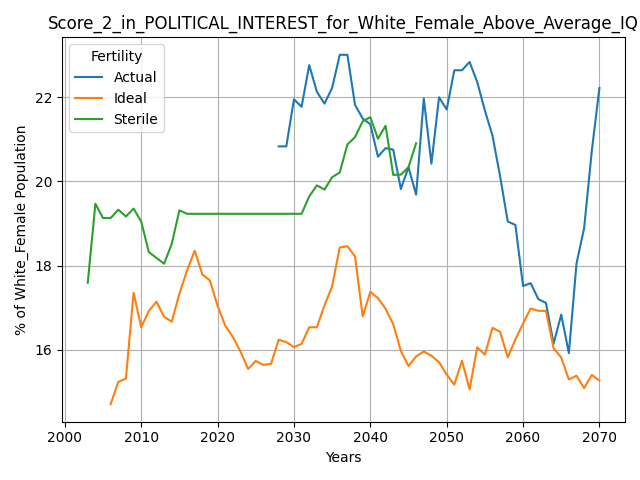 Score_2_in_POLITICAL_INTEREST_for_White_Female_Above_Average_IQ
Fertility
Actual
Ideal
Sterile
% of White_Female Population
22
20
18
16
2000 2010 2020 2030 2040 2050 2060 2070
Years